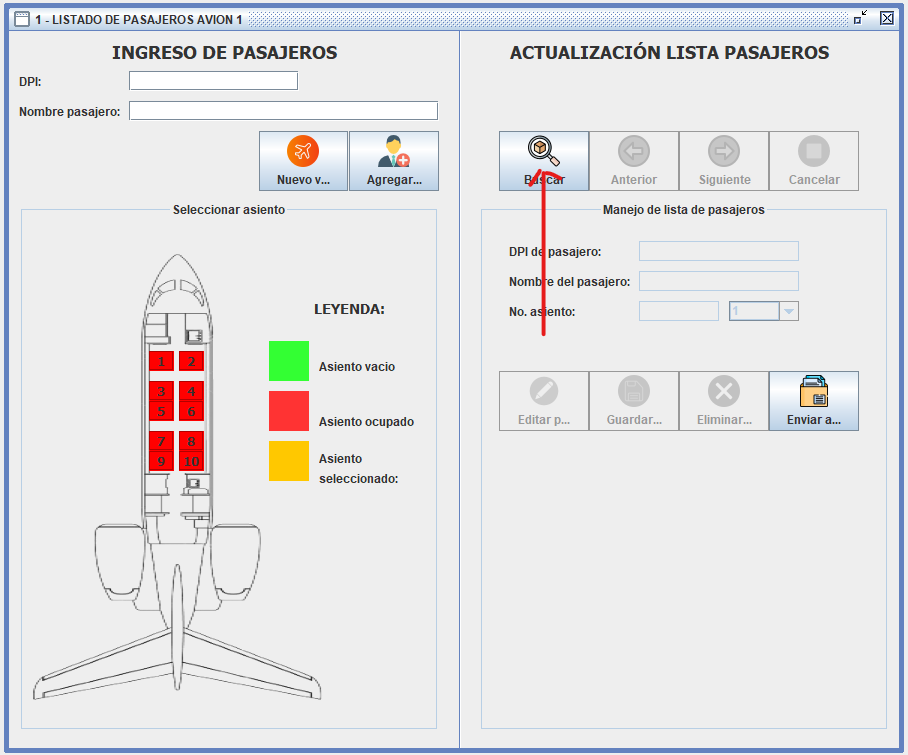 1 - LISTADO DE PASAJEROS AVION 1
INGRESO DE PASAJEROS
DPI:
Nombre pasajero:
Nuevo v...
Agregar...
Seleccionar asiento
1 2
3 4
5 6
7 8
9 10
LEYENDA:
Asiento vacio
Asiento ocupado
Asiento
seleccionado:
ACTUALIZACIÓN LISTA PASAJEROS
Buscar
Anterior
Siguiente
Cancelar
Manejo de lista de pasajeros
DPI de pasajero:
Nombre del pasajero:
No. asiento:
1
Editar p...
Guardar...
Eliminar...
Enviar a...